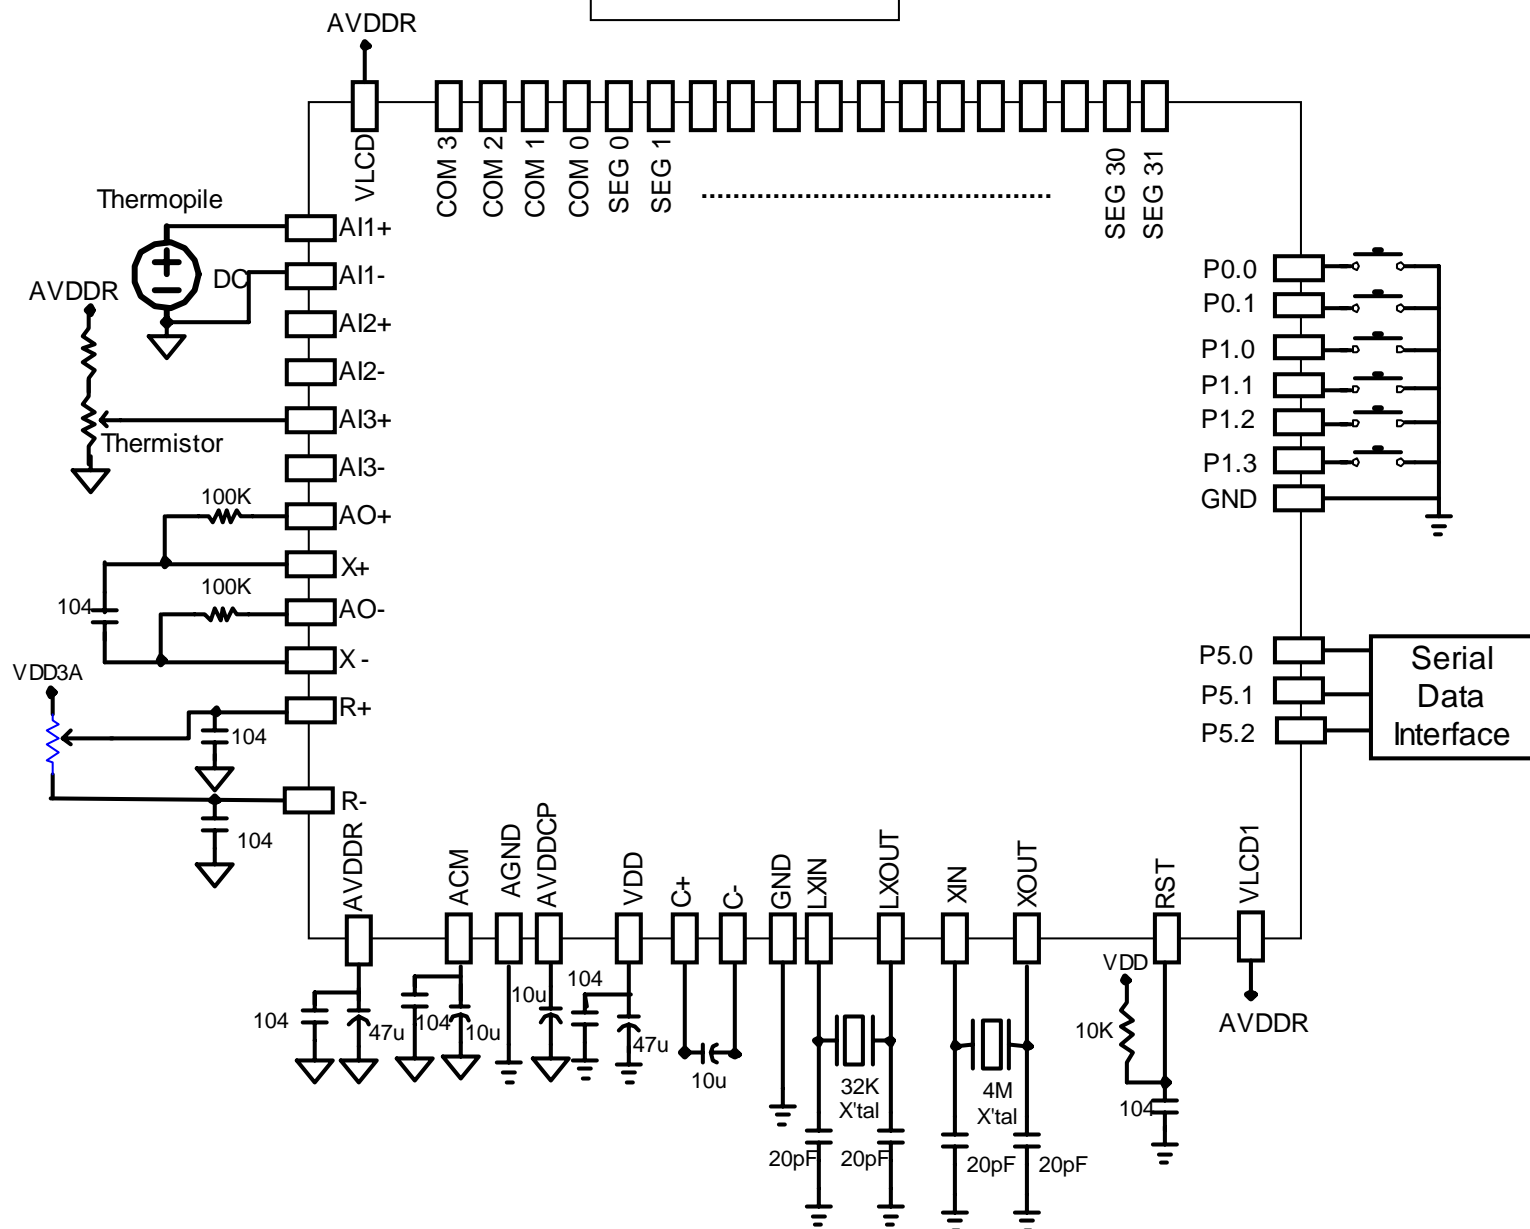 AVDDR
VLCD
COM 3
COM 2
COM 1
COM 0
SEG 0
SEG 1
SEG 30
SEG 31
Thermopile
DC
AVDDR
Thermistor
AI1+
AI1-
AI2+
AI2-
AI3+
AI3-
100K
AO+
X+
100K
104
AO-
X -
VDD3A
R+
104
R-
104
P0.0
P0.1
P1.0
P1.1
P1.2
P1.3
GND
P5.0
P5.1
P5.2
Serial
Data
Interface
AVDDR
ACM
AGND
AVDDCP
VDD
C+
C-
GND
LXIN
LXOUT
XIN
XOUT
RST
VLCD1
104
47u
104
10u
10u
104
47u
10u
32K
X'tal
20pF
20pF
4M
X'tal
20pF
20pF
VDD
10K
104
AVDDR